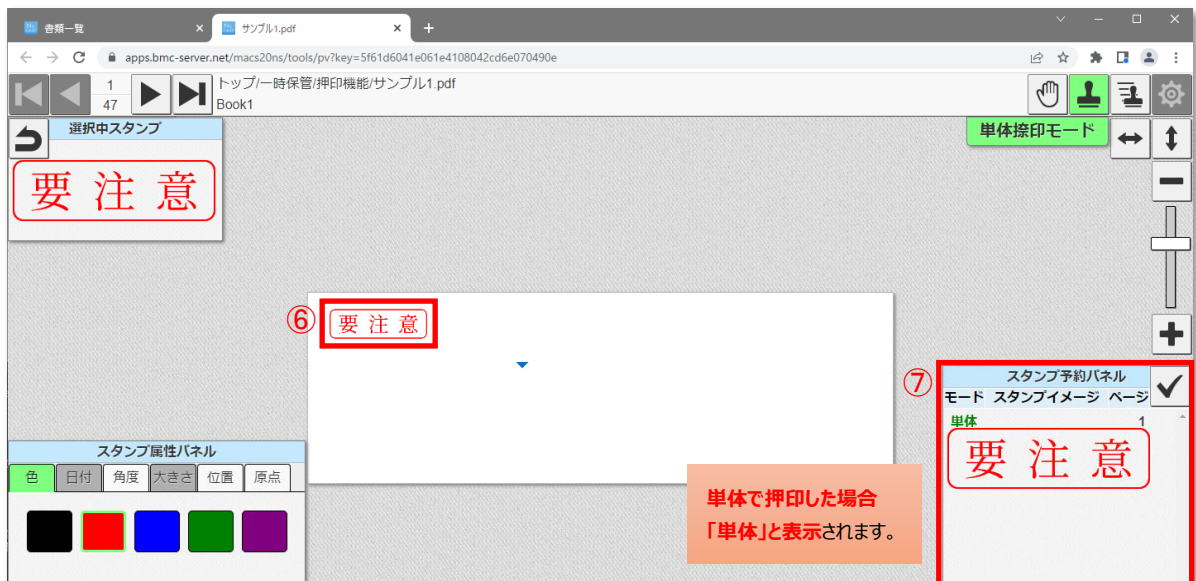 書類一覧
サンプル1.pdf
apps.bmc-server.net/macs20ns/tools/pv?key=5f61d6041e061e4108042cd6e070490e
1
47
トップ/一時保管/押印機能/サンプル1.pdf
Book1
選択中スタンプ
単体捺印モード
要 注 意
⑥
要 注 意
⑦
スタンプ予約パネル
モード スタンプイメージ ページ
単体 1
要 注 意
スタンプ属性パネル
色 日付 角度 大きさ 位置 原点
単体で押印した場合
「単体」と表示されます。